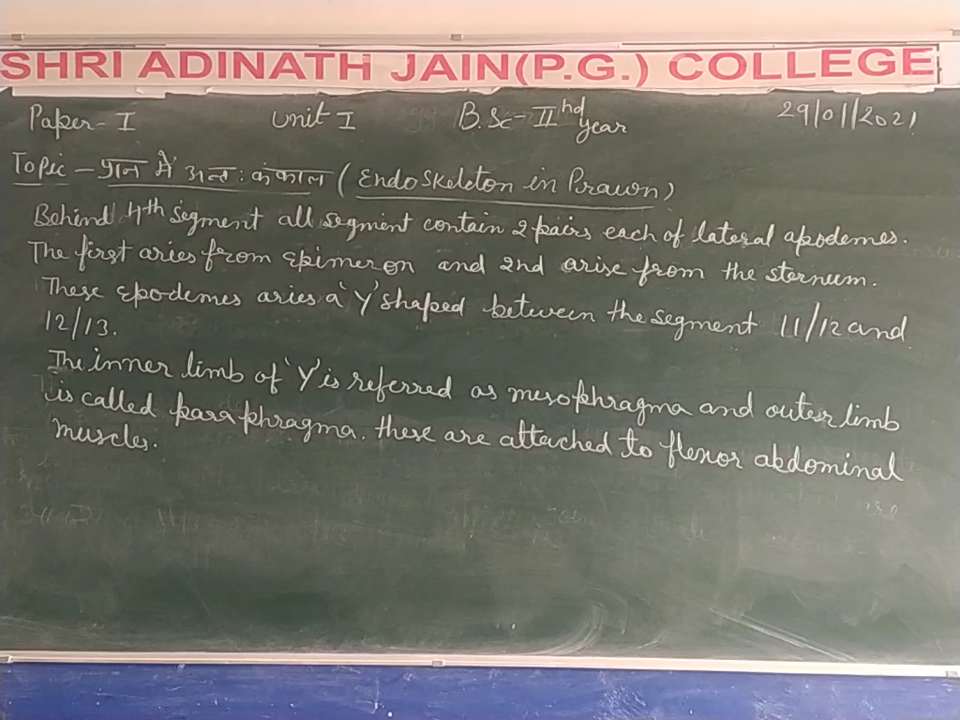 SHRI ADINATH JAIN(P.G.) COLLEGE
Paper-I unit I B.Sc-IInd year 29/01/2021
Topic - प्रान में अन्त: कंकाल (Endoskeleton in Prawn)
Behind 4th segment all segment contain 2 pairs each of lateral apodemes.
The first aries from epimeron and 2nd arise from the sternum.
These epodemes aries a 'Y' shaped between the segment 11/12 and
12/13.
The inner limb of 'Y' is referred as mesophragma and outer limb
is called paraphragma. these are attached to flexor abdominal
muscles.